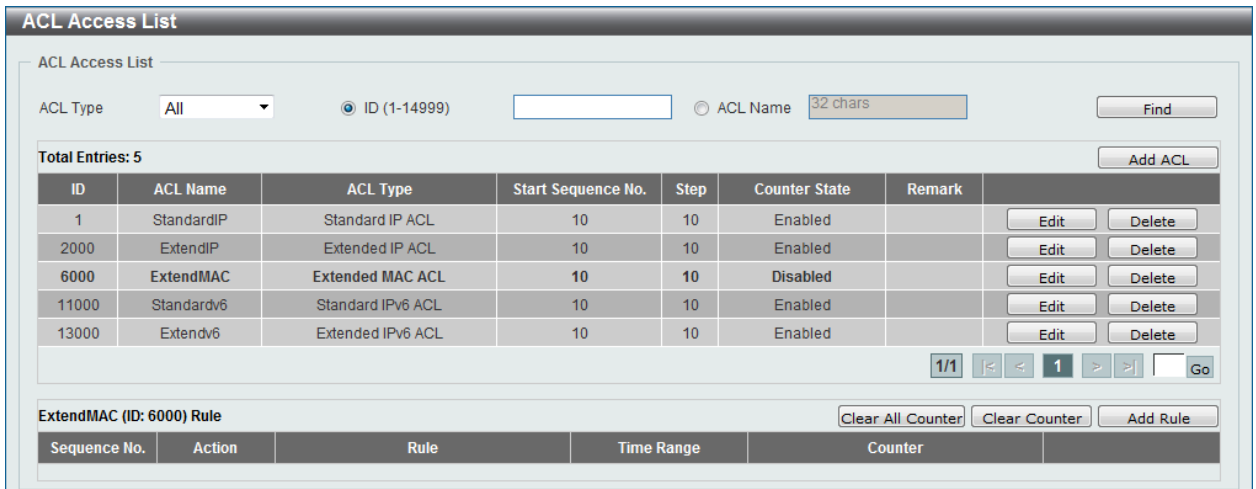 ACL Access List
ACL Access List
ACL Type All ID (1-14999) ACL Name 32 chars Find
Total Entries: 5 Add ACL
ID ACL Name ACL Type Start Sequence No. Step Counter State Remark
1 StandardIP Standard IP ACL 10 10 Enabled Edit Delete
2000 ExtendIP Extended IP ACL 10 10 Enabled Edit Delete
6000 ExtendMAC Extended MAC ACL 10 10 Disabled Edit Delete
11000 Standardv6 Standard IPv6 ACL 10 10 Enabled Edit Delete
13000 Extendv6 Extended IPv6 ACL 10 10 Enabled Edit Delete
1/1 |< < 1 > >| Go
ExtendMAC (ID: 6000) Rule Clear All Counter Clear Counter Add Rule
Sequence No. Action Rule Time Range Counter